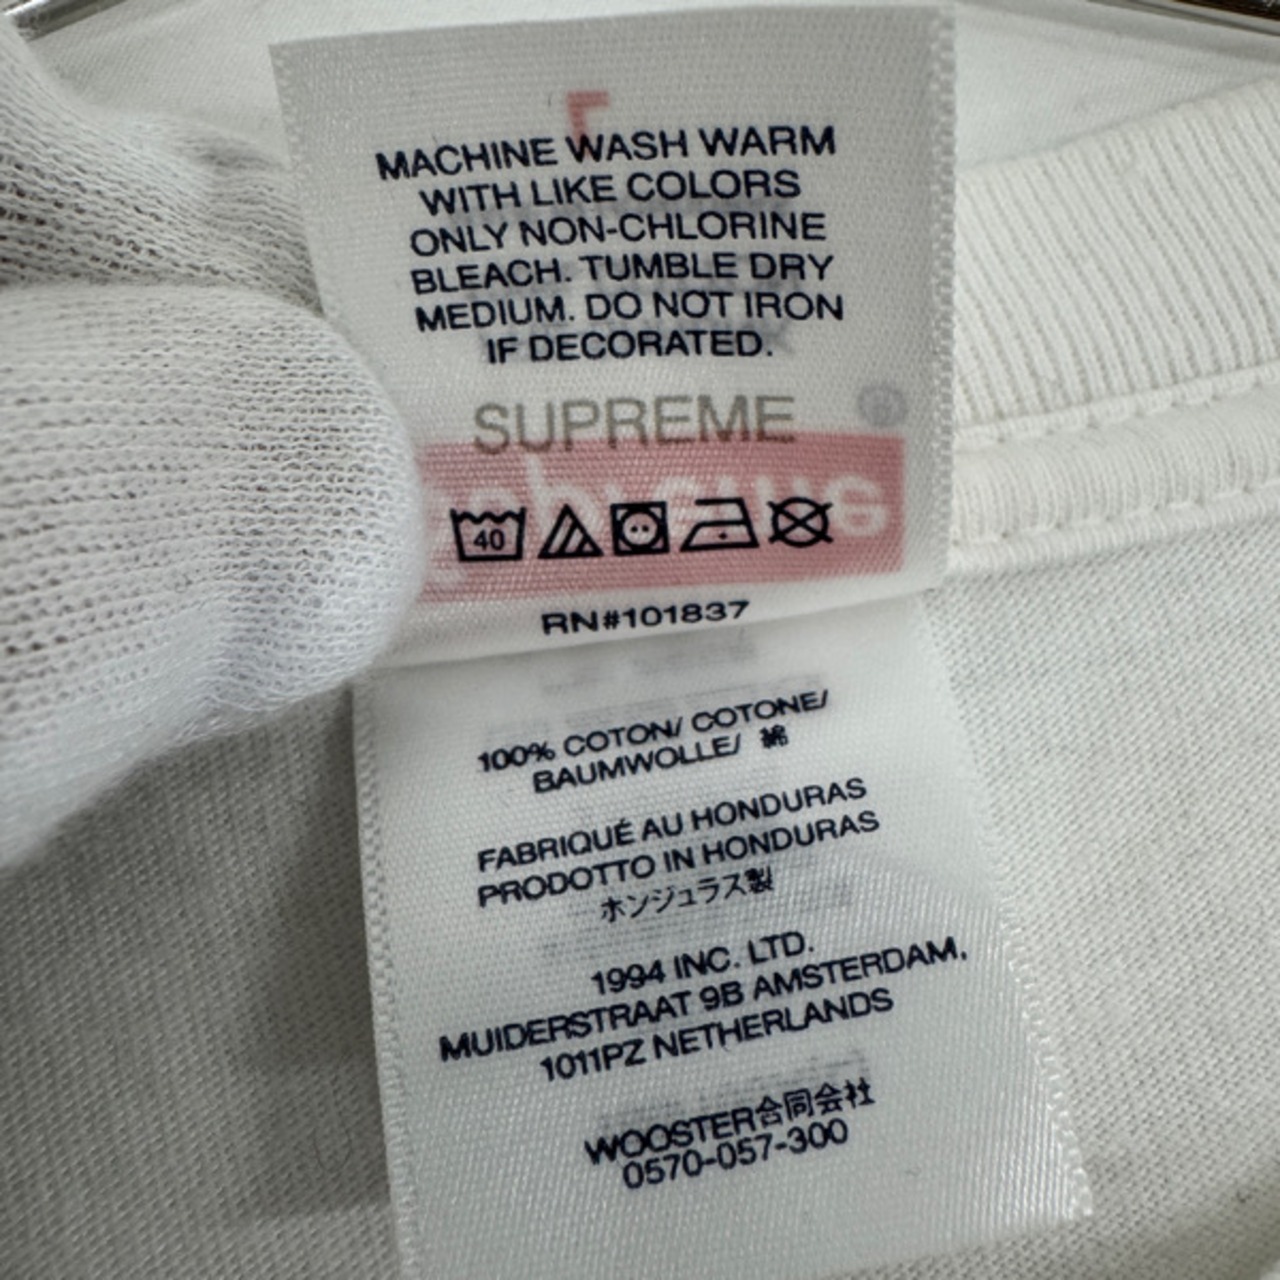 MACHINE WASH WARM
WITH LIKE COLORS
ONLY NON-CHLORINE
BLEACH. TUMBLE DRY
MEDIUM. DO NOT IRON
IF DECORATED.
SUPREME
40
RN#101837
100% COTON/ COTONE/
BAUMWOLLE/ 綿
FABRIQUÉ AU HONDURAS
PRODOTTO IN HONDURAS
ホンジュラス製
1994 INC. LTD.
MUIDERSTRAAT 9B AMSTERDAM,
1011PZ NETHERLANDS
WOOSTER合同会社
0570-057-300